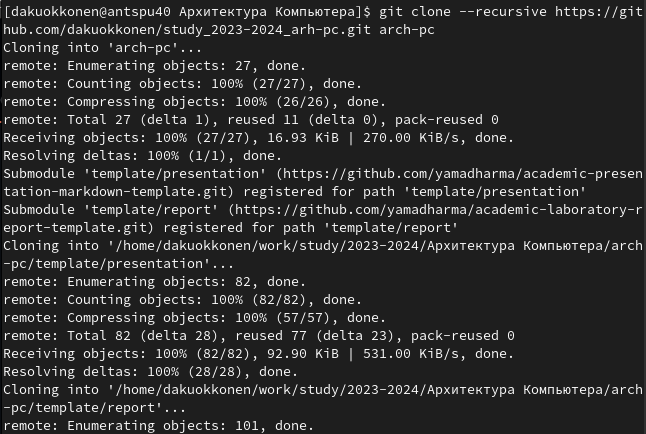 [dakuokkonen@antspu40 Архитектура Компьютера]$ git clone --recursive https://git
hub.com/dakuokkonen/study_2023-2024_arh-pc.git arch-pc
Cloning into 'arch-pc'...
remote: Enumerating objects: 27, done.
remote: Counting objects: 100% (27/27), done.
remote: Compressing objects: 100% (26/26), done.
remote: Total 27 (delta 1), reused 11 (delta 0), pack-reused 0
Receiving objects: 100% (27/27), 16.93 KiB | 270.00 KiB/s, done.
Resolving deltas: 100% (1/1), done.
Submodule 'template/presentation' (https://github.com/yamadharma/academic-presen
tation-markdown-template.git) registered for path 'template/presentation'
Submodule 'template/report' (https://github.com/yamadharma/academic-laboratory-r
eport-template.git) registered for path 'template/report'
Cloning into '/home/dakuokkonen/work/study/2023-2024/Архитектура Компьютера/arch
-pc/template/presentation'...
remote: Enumerating objects: 82, done.
remote: Counting objects: 100% (82/82), done.
remote: Compressing objects: 100% (57/57), done.
remote: Total 82 (delta 28), reused 77 (delta 23), pack-reused 0
Receiving objects: 100% (82/82), 92.90 KiB | 531.00 KiB/s, done.
Resolving deltas: 100% (28/28), done.
Cloning into '/home/dakuokkonen/work/study/2023-2024/Архитектура Компьютера/arch
-pc/template/report'...
remote: Enumerating objects: 101, done.